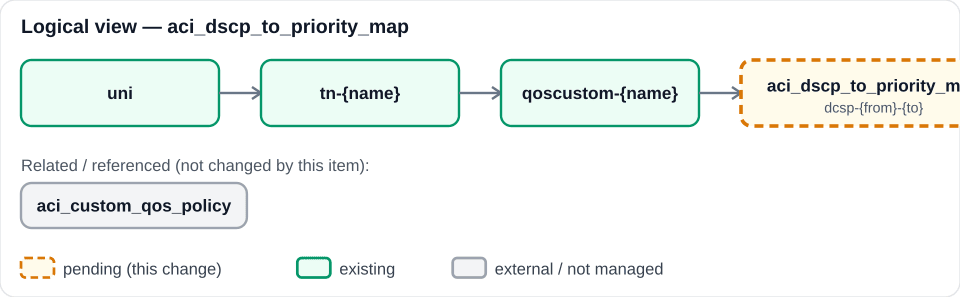 Logical view — aci_dscp_to_priority_map
uni
tn-{name}
qoscustom-{name}
aci_dscp_to_priority_m
dcsp-{from}-{to}
Related / referenced (not changed by this item):
aci_custom_qos_policy
pending (this change)
existing
external / not managed